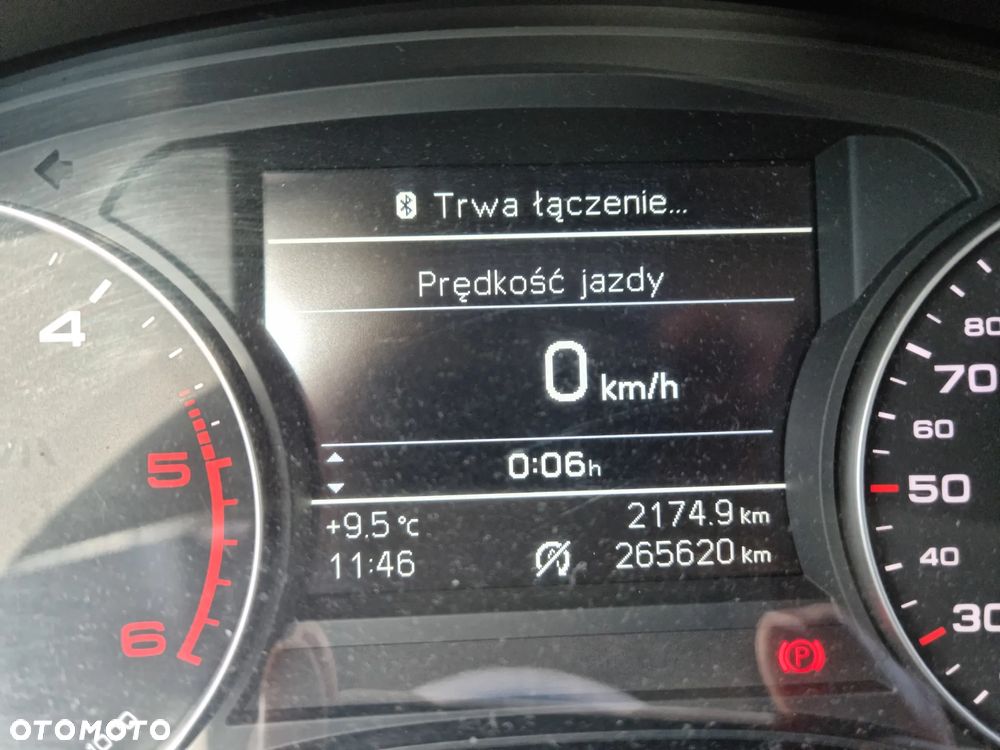 Trwa łączenie...
Prędkość jazdy
0 km/h
0:06 h
+9.5 °C 2174.9 km
11:46 265620 km
4
5
6
80
70
60
50
40
30
P
OTOMOTO